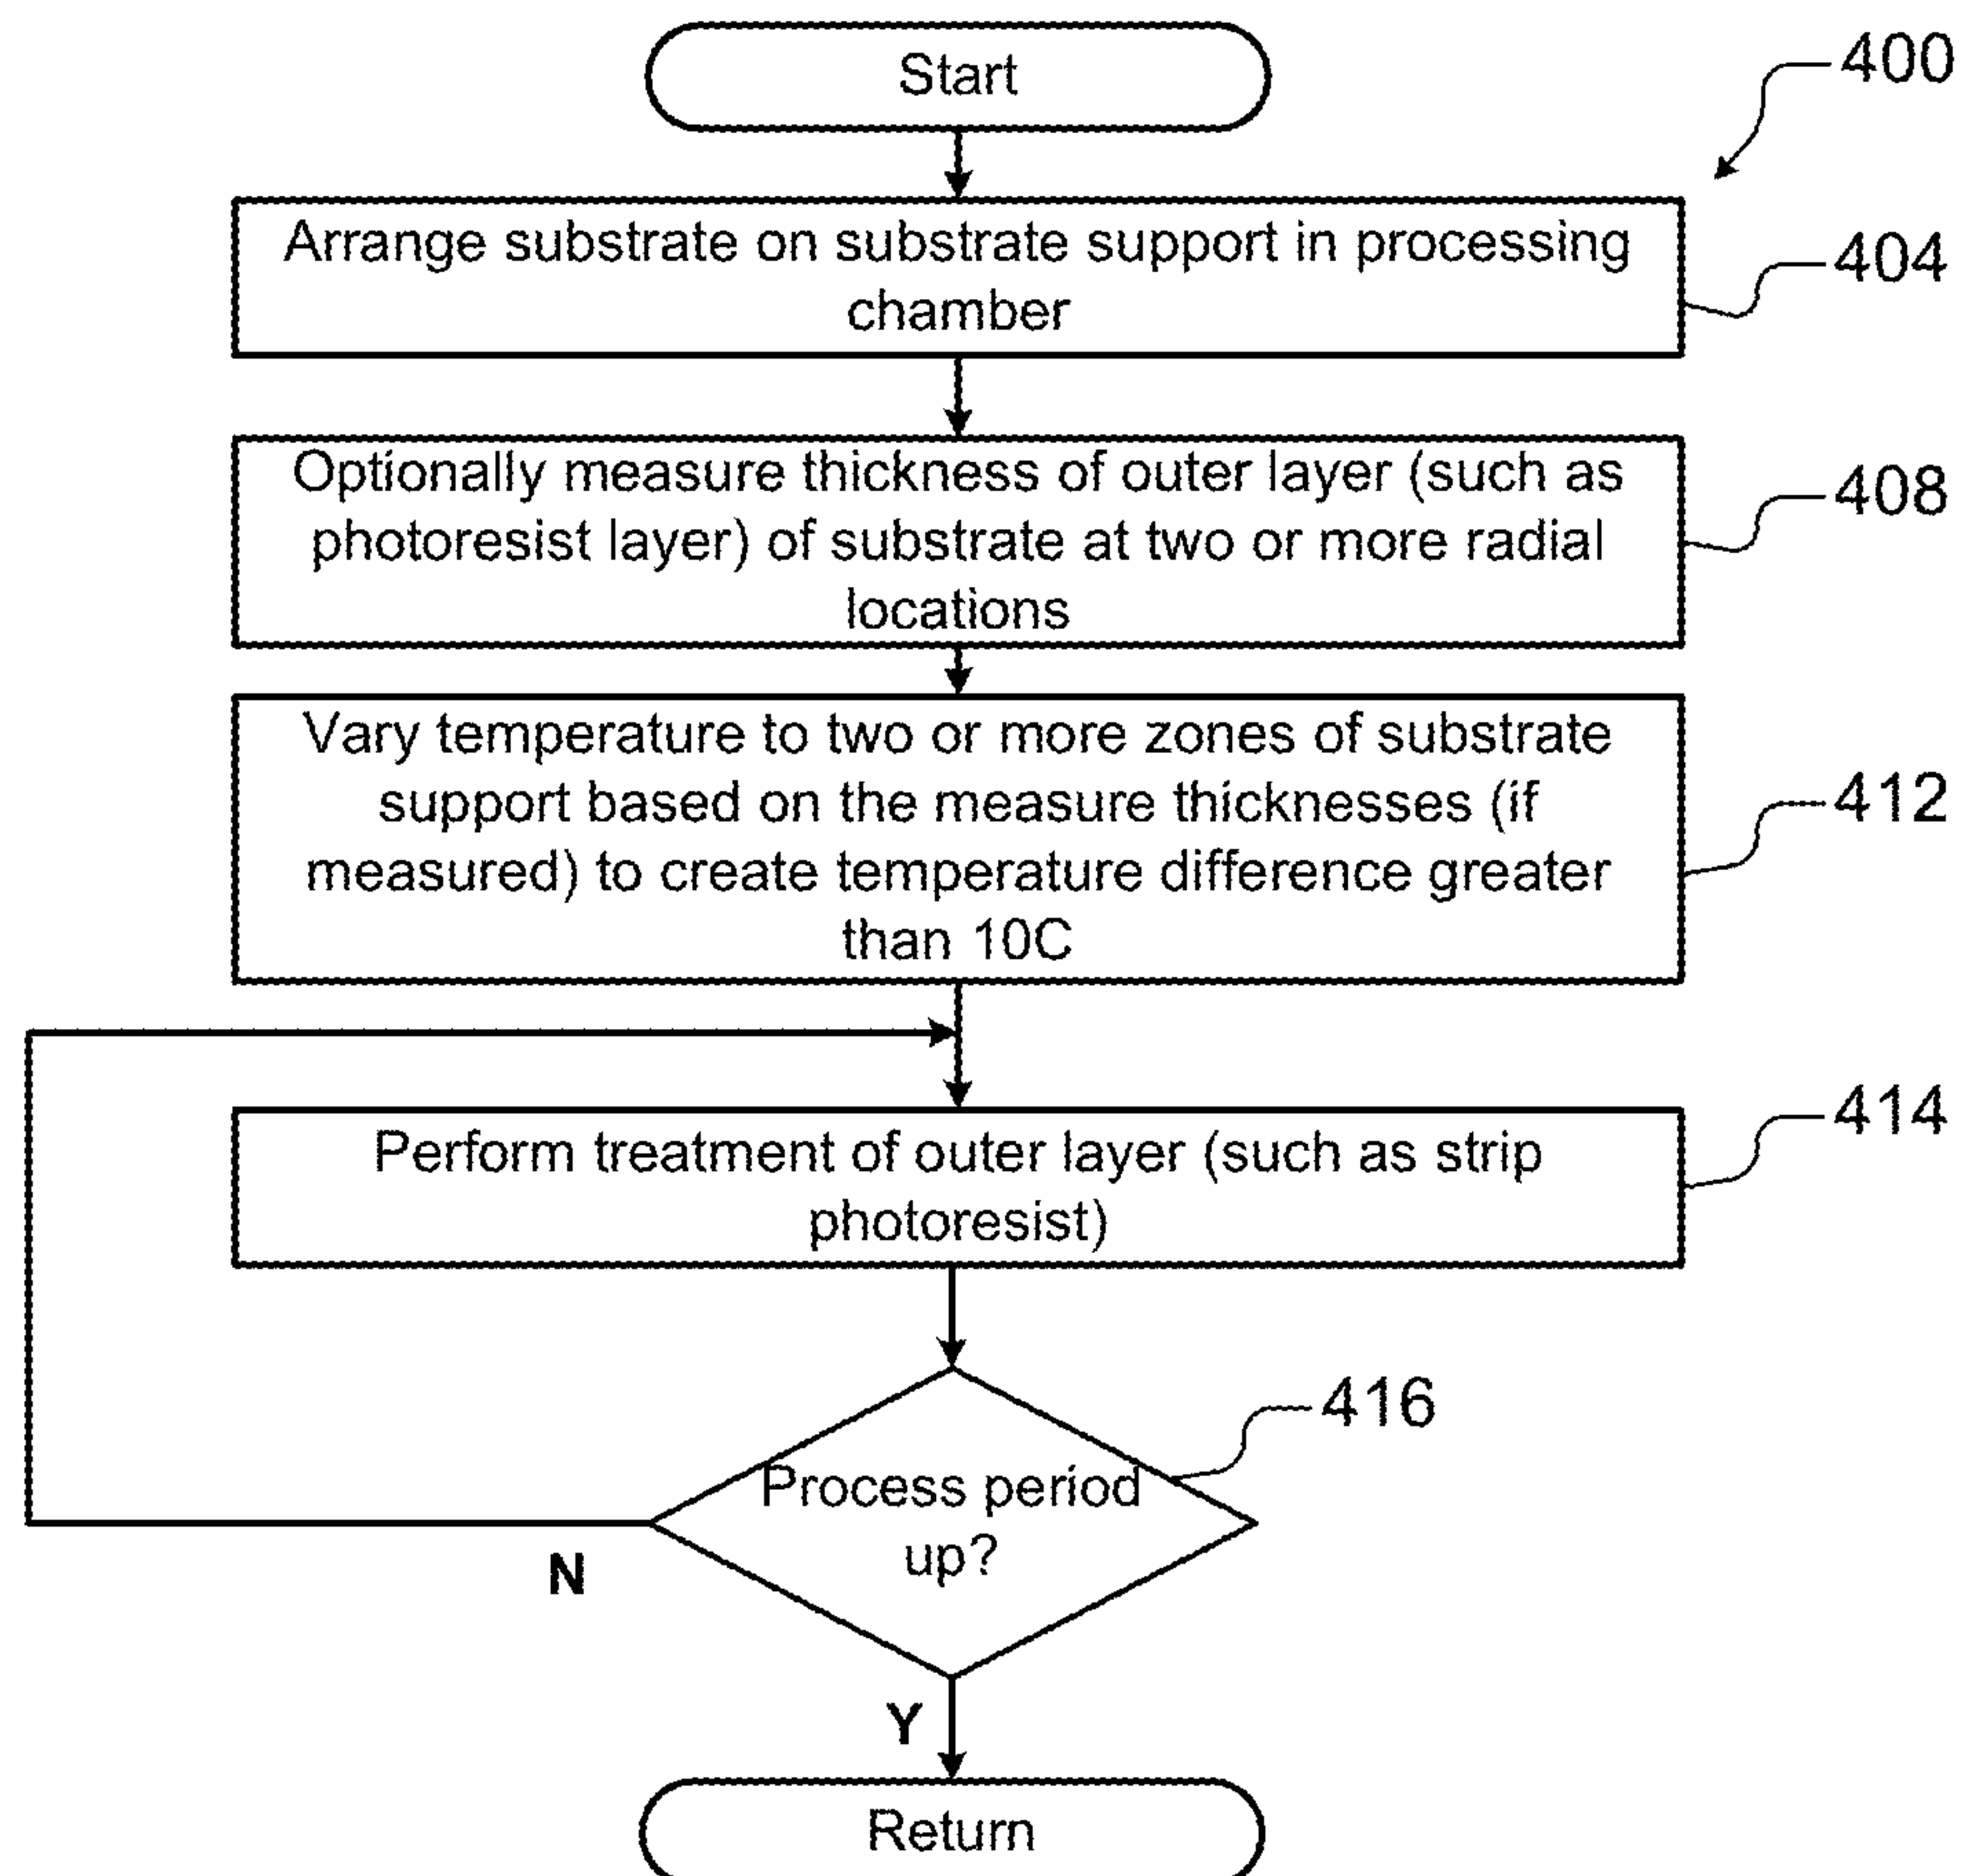 Start
400
Arrange substrate on substrate support in processing
chamber
404
Optionally measure thickness of outer layer (such as
photoresist layer) of substrate at two or more radial
locations
408
Vary temperature to two or more zones of substrate
support based on the measure thicknesses (if
measured) to create temperature difference greater
than 10C
412
Perform treatment of outer layer (such as strip
photoresist)
414
Process period
up?
416
N
Y
Return